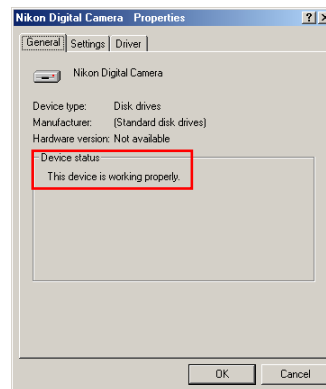 Nikon Digital Camera Properties
General Settings Driver
Nikon Digital Camera
Device type: Disk drives
Manufacturer: (Standard disk drives)
Hardware version: Not available
Device status
This device is working properly.
OK Cancel